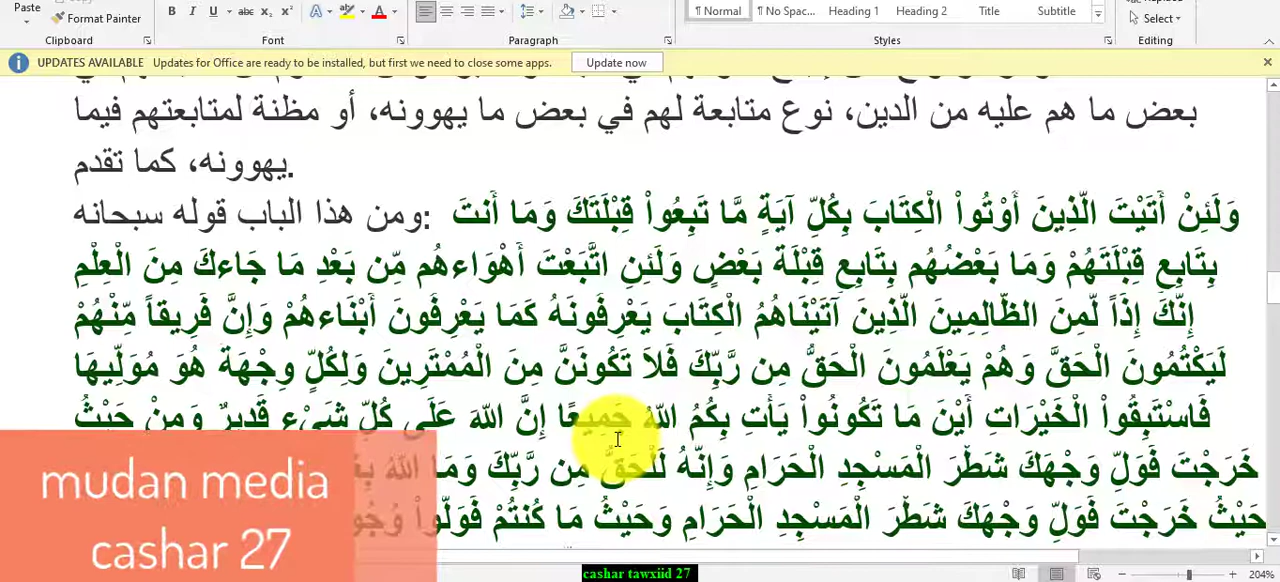 Paste
Format Painter
Clipboard
B I U abc x₂ x²
A A
Font
Paragraph
¶ Normal
¶ No Spac...
Heading 1
Heading 2
Title
Subtitle
Styles
Select
Editing
UPDATES AVAILABLE Updates for Office are ready to be installed, but first we need to close some apps. Update now
بعض ما هم عليه من الدين، نوع متابعة لهم في بعض ما يهوونه، أو مظنة لمتابعتهم فيما
يهوونه، كما تقدم.
ومن هذا الباب قوله سبحانه: وَلَئِنْ أَتَيْتَ الَّذِينَ أُوْتُواْ الْكِتَابَ بِكُلِّ آيَةٍ مَّا تَبِعُواْ قِبْلَتَكَ وَمَا أَنتَ
بِتَابِعٍ قِبْلَتَهُمْ وَمَا بَعْضُهُم بِتَابِعٍ قِبْلَةَ بَعْضٍ وَلَئِنِ اتَّبَعْتَ أَهْوَاءهُم مِّن بَعْدِ مَا جَاءكَ مِنَ الْعِلْمِ
إِنَّكَ إِذَاً لَّمِنَ الظَّالِمِينَ الَّذِينَ آتَيْنَاهُمُ الْكِتَابَ يَعْرِفُونَهُ كَمَا يَعْرِفُونَ أَبْنَاءهُمْ وَإِنَّ فَرِيقاً مِّنْهُمْ
لَيَكْتُمُونَ الْحَقَّ وَهُمْ يَعْلَمُونَ الْحَقُّ مِن رَّبِّكَ فَلاَ تَكُونَنَّ مِنَ الْمُمْتَرِينَ وَلِكُلٍّ وِجْهَةٌ هُوَ مُوَلِّيهَا
فَاسْتَبِقُواْ الْخَيْرَاتِ أَيْنَ مَا تَكُونُواْ يَأْتِ بِكُمُ اللّهُ جَمِيعًا إِنَّ اللّهَ عَلَى كُلِّ شَيْءٍ قَدِيرٌ وَمِنْ حَيْثُ
خَرَجْتَ فَوَلِّ وَجْهَكَ شَطْرَ الْمَسْجِدِ الْحَرَامِ وَإِنَّهُ لَلْحَقُّ مِن رَّبِّكَ وَمَا اللّهُ
حَيْثُ خَرَجْتَ فَوَلِّ وَجْهَكَ شَطْرَ الْمَسْجِدِ الْحَرَامِ وَحَيْثُ مَا كُنتُمْ فَوَلُّواْ
mudan media
cashar 27
cashar tawxiid 27
204%